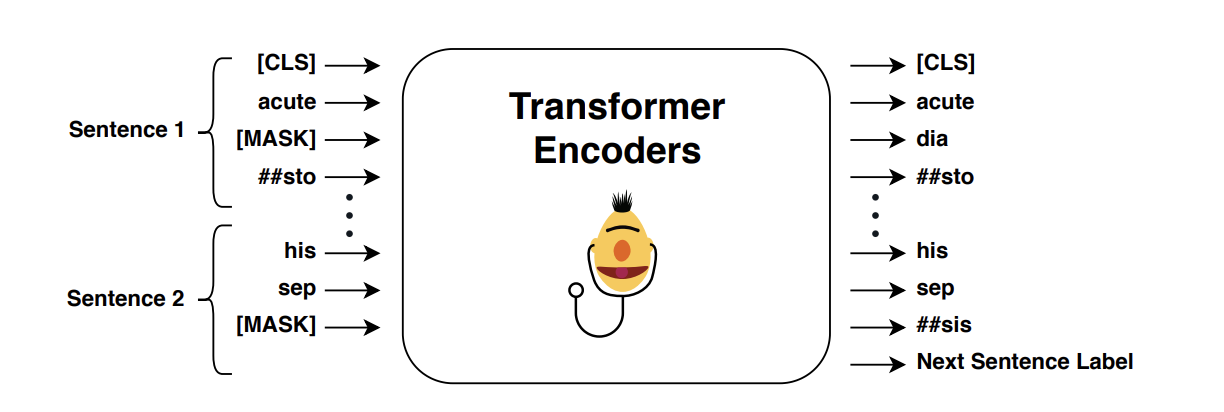 Sentence 1
[CLS]
acute
[MASK]
##sto
Sentence 2
his
sep
[MASK]
Transformer
Encoders
[CLS]
acute
dia
##sto
his
sep
##sis
Next Sentence Label